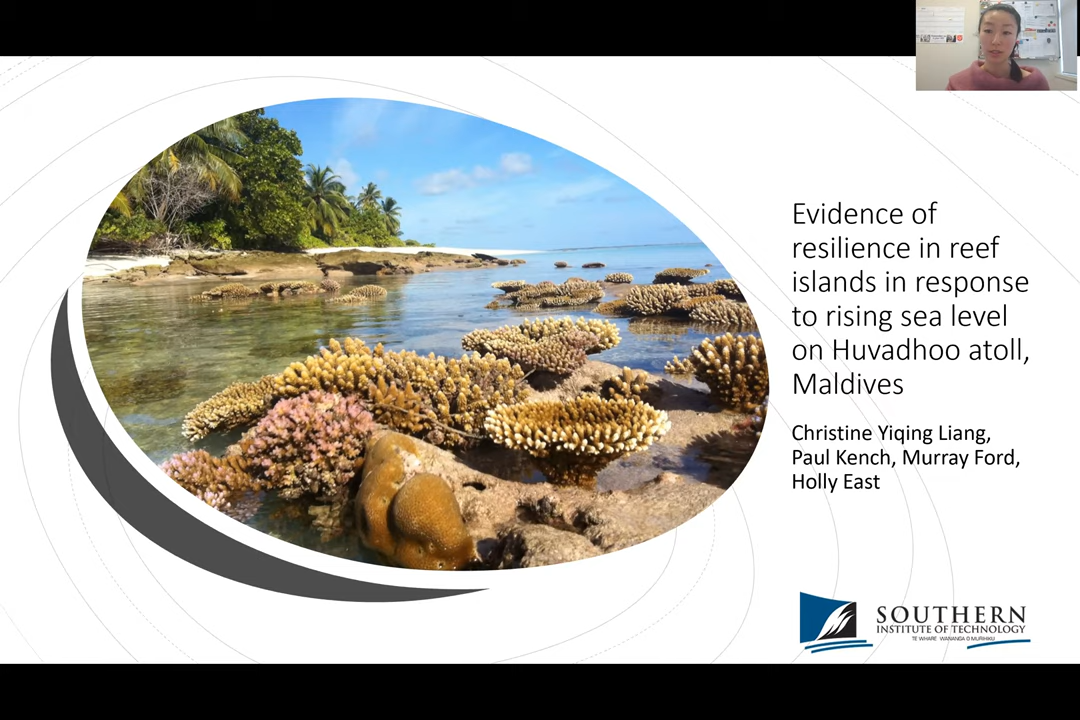 Evidence of
resilience in reef
islands in response
to rising sea level
on Huvadhoo atoll,
Maldives
Christine Yiqing Liang,
Paul Kench, Murray Ford,
Holly East
SOUTHERN
INSTITUTE OF TECHNOLOGY
TE WHARE WANANGA O MURIHIKU